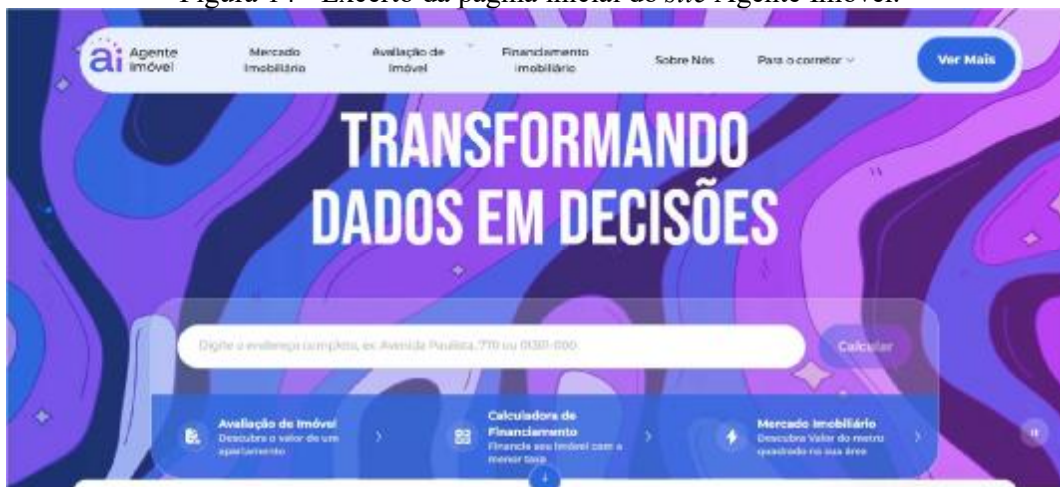 Figura 14 - Excerto da página inicial do site Agente Imóvel.
ai Agente Imóvel
Mercado Imobiliário
Avaliação de Imóvel
Financiamento imobiliário
Sobre Nós
Para o corretor
Ver Mais
TRANSFORMANDO
DADOS EM DECISÕES
Digite o endereço completo, ex: Avenida Paulista, 770 ou 01301-000
Calcular
Avaliação de Imóvel
Descubra o valor de um
apartamento
Calculadora de
Financiamento
Financie seu Imóvel com a
menor taxa
Mercado Imobiliário
Descubra Valor do metro
quadrado na sua área